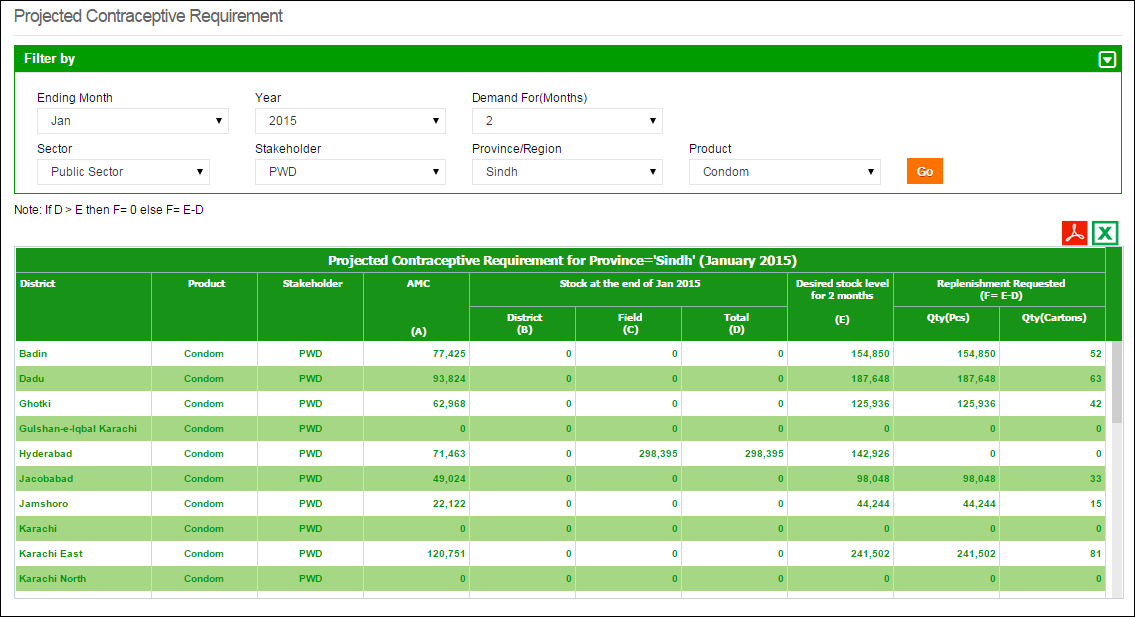 Projected Contraceptive Requirement
Filter by
Ending Month Year Demand For(Months)
Jan 2015 2
Sector Stakeholder Province/Region Product
Public Sector PWD Sindh Condom Go
Note: If D > E then F= 0 else F= E-D
Projected Contraceptive Requirement for Province='Sindh' (January 2015)
District Product Stakeholder AMC Stock at the end of Jan 2015 Desired stock level Replenishment Requested
for 2 months (F= E-D)
District Field Total Qty(Pcs) Qty(Cartons)
(A) (B) (C) (D) (E)
Badin Condom PWD 77,425 0 0 0 154,850 154,850 52
Dadu Condom PWD 93,824 0 0 0 187,648 187,648 63
Ghotki Condom PWD 62,968 0 0 0 125,936 125,936 42
Gulshan-e-Iqbal Karachi Condom PWD 0 0 0 0 0 0 0
Hyderabad Condom PWD 71,463 0 298,395 298,395 142,926 0 0
Jacobabad Condom PWD 49,024 0 0 0 98,048 98,048 33
Jamshoro Condom PWD 22,122 0 0 0 44,244 44,244 15
Karachi Condom PWD 0 0 0 0 0 0 0
Karachi East Condom PWD 120,751 0 0 0 241,502 241,502 81
Karachi North Condom PWD 0 0 0 0 0 0 0